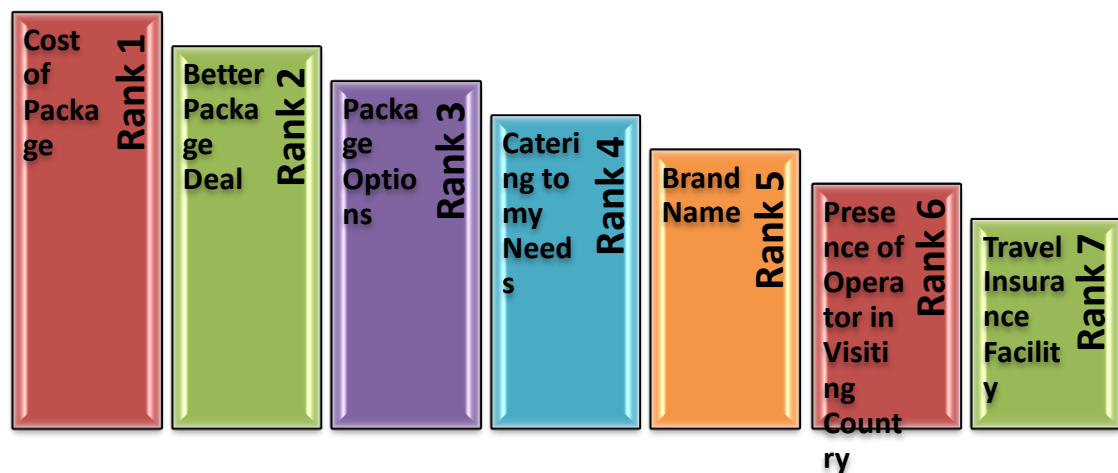 Cost
of
Packa
ge
Rank 1
Better
Packa
ge
Deal
Rank 2
Packa
ge
Optio
ns
Rank 3
Cateri
ng to
my
Need
s
Rank 4
Brand
Name
Rank 5
Prese
nce of
Opera
tor in
Visiti
ng
Count
ry
Rank 6
Travel
Insura
nce
Facilit
y
Rank 7